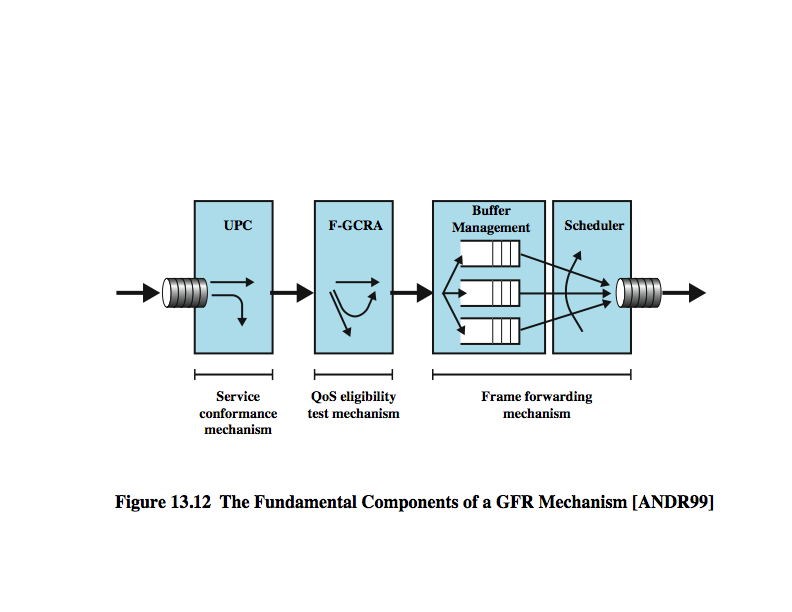 UPC
F-GCRA
Buffer
Management
Scheduler
Service
conformance
mechanism
QoS eligibility
test mechanism
Frame forwarding
mechanism
Figure 13.12 The Fundamental Components of a GFR Mechanism [ANDR99]